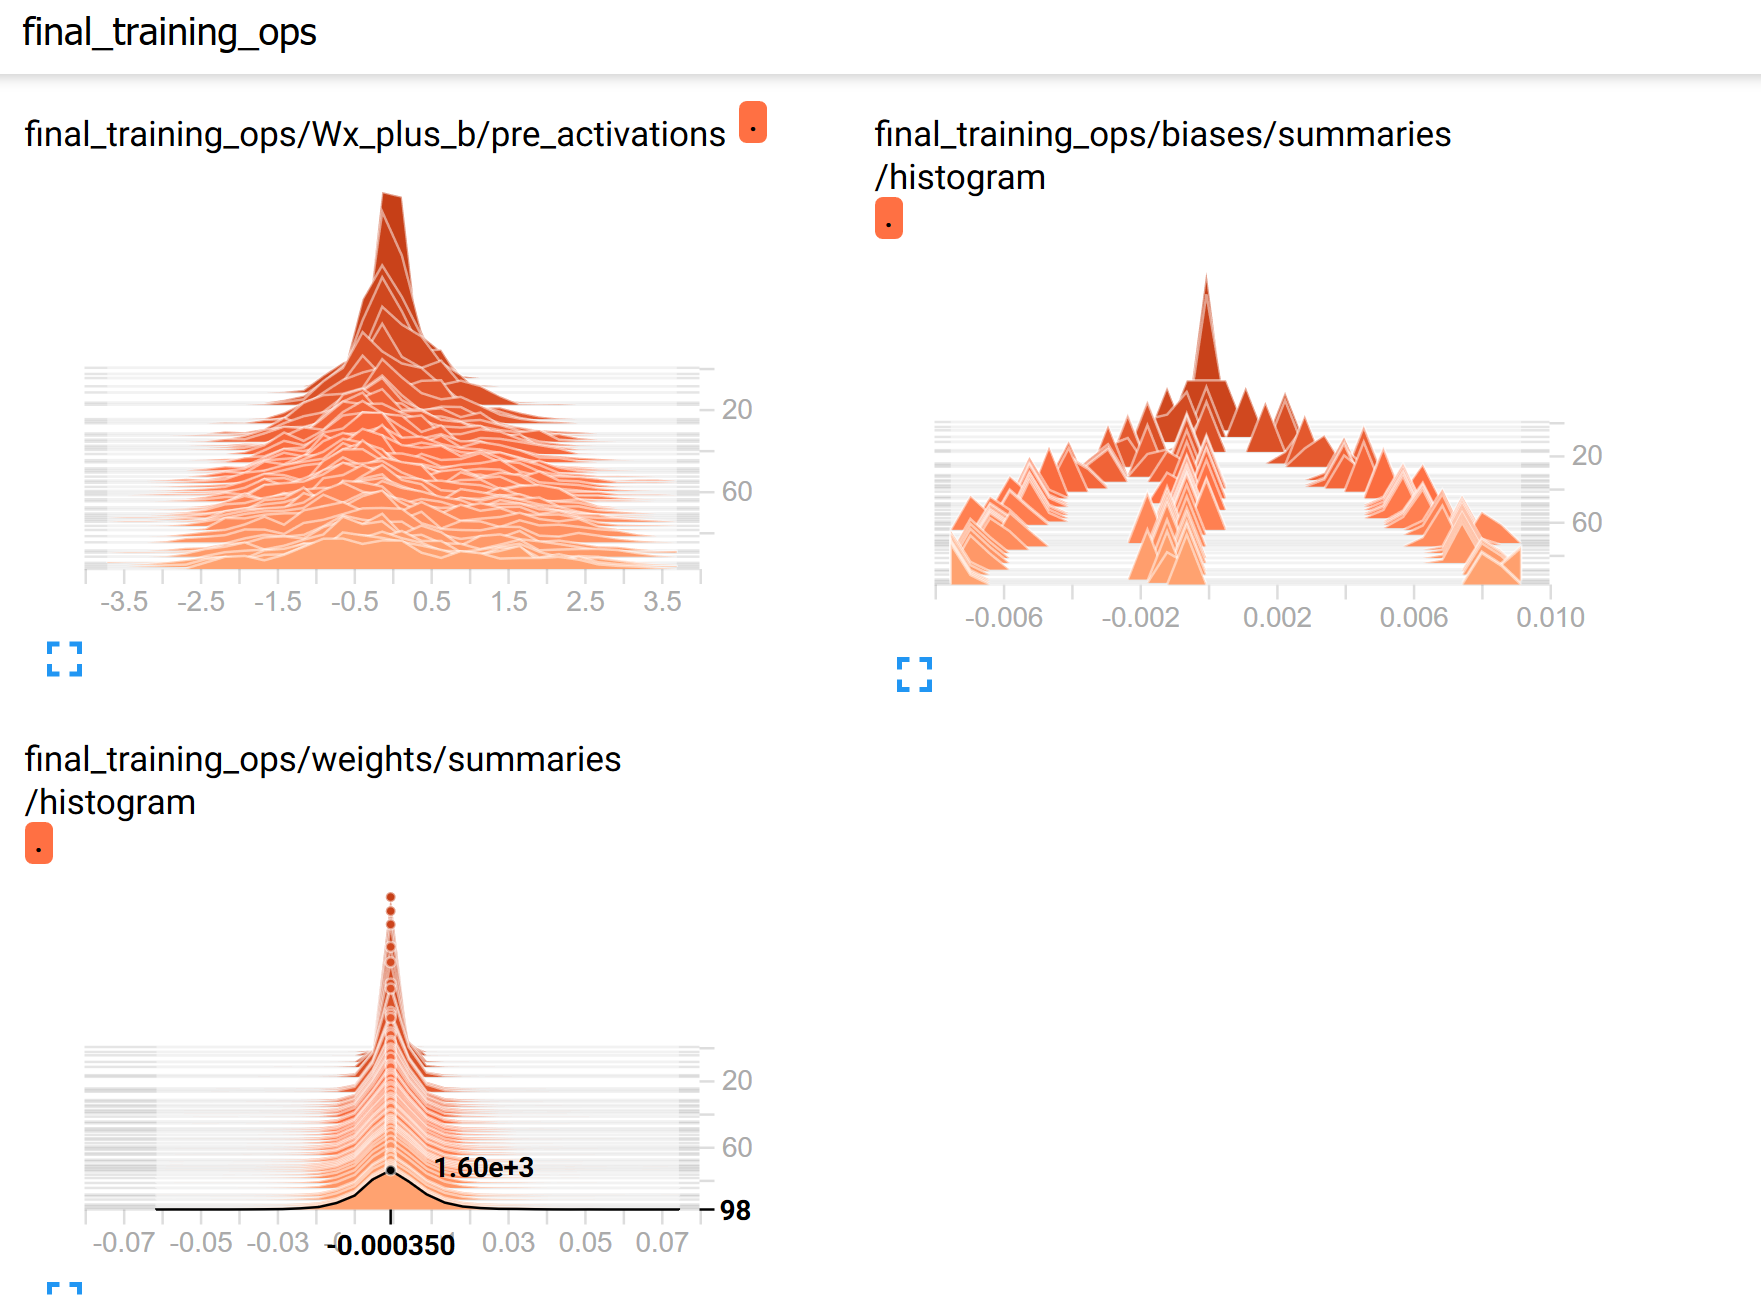 final_training_ops
final_training_ops/Wx_plus_b/pre_activations .
final_training_ops/biases/summaries
/histogram
.
20
60
-3.5 -2.5 -1.5 -0.5 0.5 1.5 2.5 3.5
20
60
-0.006 -0.002 0.002 0.006 0.010
final_training_ops/weights/summaries
/histogram
.
20
60
1.60e+3
98
-0.07 -0.05 -0.03 -0.000350 0.03 0.05 0.07